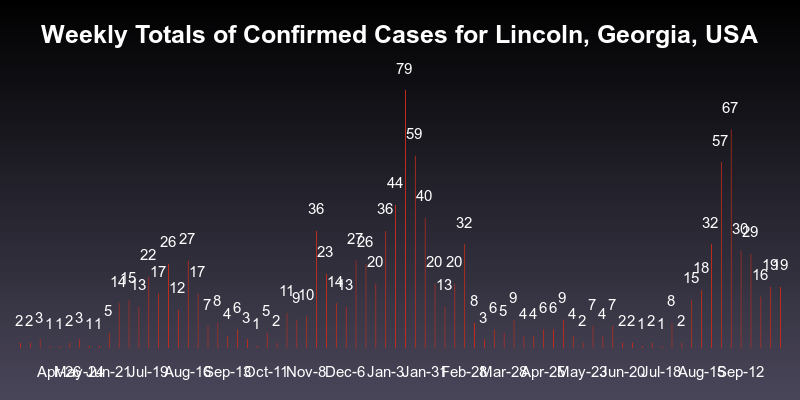 Weekly Totals of Confirmed Cases for Lincoln, Georgia, USA
79
67
59
57
44
40
36 36
32 32
30 29
27 26
26 27
23
22
20 20 20
19 19
18
17 17
16
15 15
14 14
13 13 13
12
11
10
9 9 9
8 8 8
7 7 7 7
6 6 6 6
5 5 5
4 4 4 4 4
3 3 3 3
2 2 2 2 2 2 2 2 2
1 1 1 1 1 1 1
Apr-26 May-24 Jun-21 Jul-19 Aug-16 Sep-13 Oct-11 Nov-8 Dec-6 Jan-3 Jan-31 Feb-28 Mar-28 Apr-25 May-23 Jun-20 Jul-18 Aug-15 Sep-12